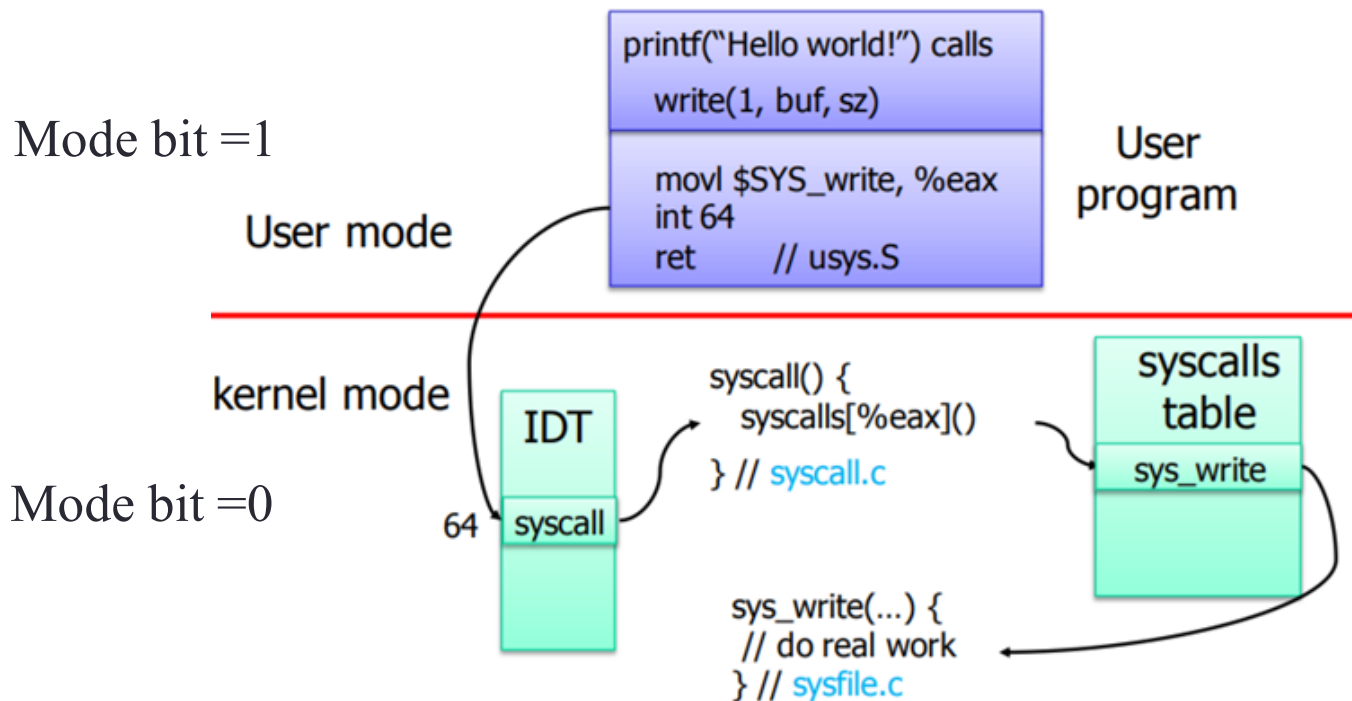 printf(“Hello world!”) calls
write(1, buf, sz)
Mode bit =1
User
program
movl $SYS_write, %eax
int 64
ret // usys.S
User mode
kernel mode
syscall() {
syscalls[%eax]()
} // syscall.c
syscalls
table
IDT
sys_write
Mode bit =0
64
syscall
sys_write(...) {
// do real work
} // sysfile.c